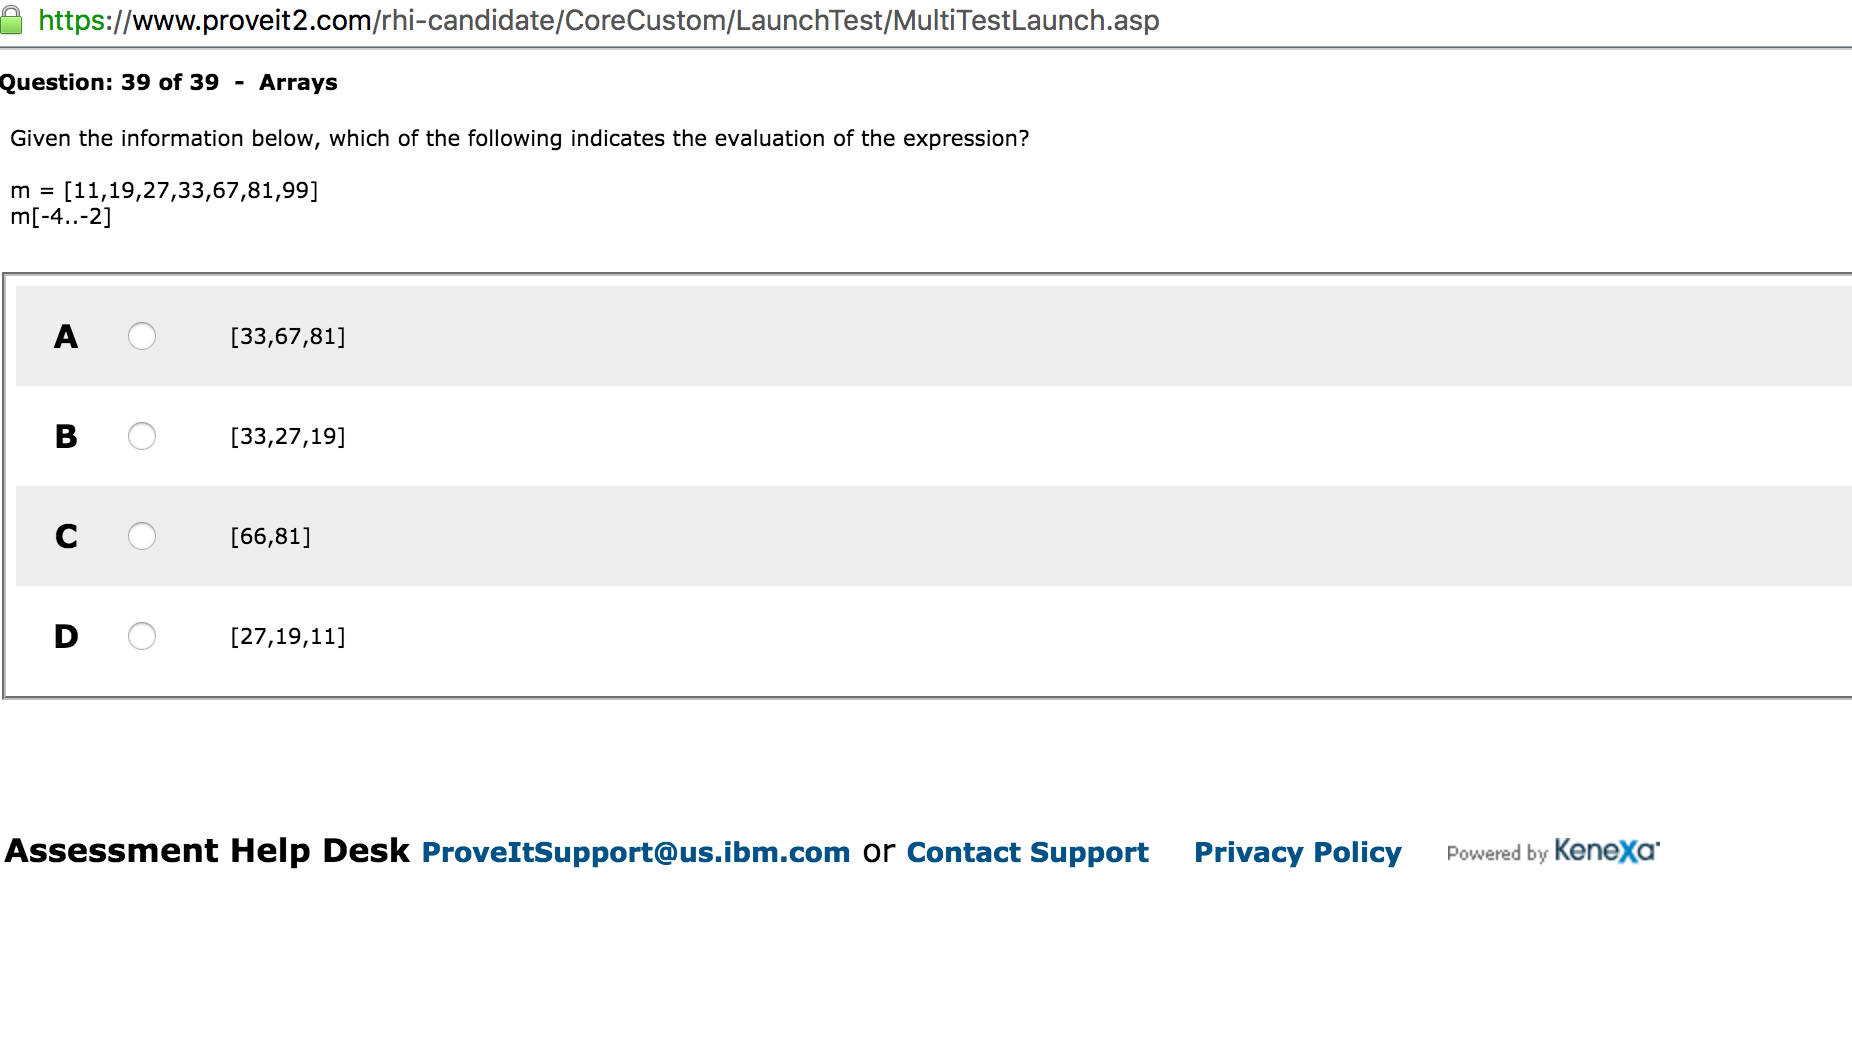 https://www.proveit2.com/rhi-candidate/CoreCustom/LaunchTest/MultiTestLaunch.asp
Question: 39 of 39 - Arrays
Given the information below, which of the following indicates the evaluation of the expression?
m = [11,19,27,33,67,81,99]
m[-4..-2]
A [33,67,81]
B [33,27,19]
C [66,81]
D [27,19,11]
Assessment Help Desk ProveItSupport@us.ibm.com or Contact Support Privacy Policy Powered by Kenexa